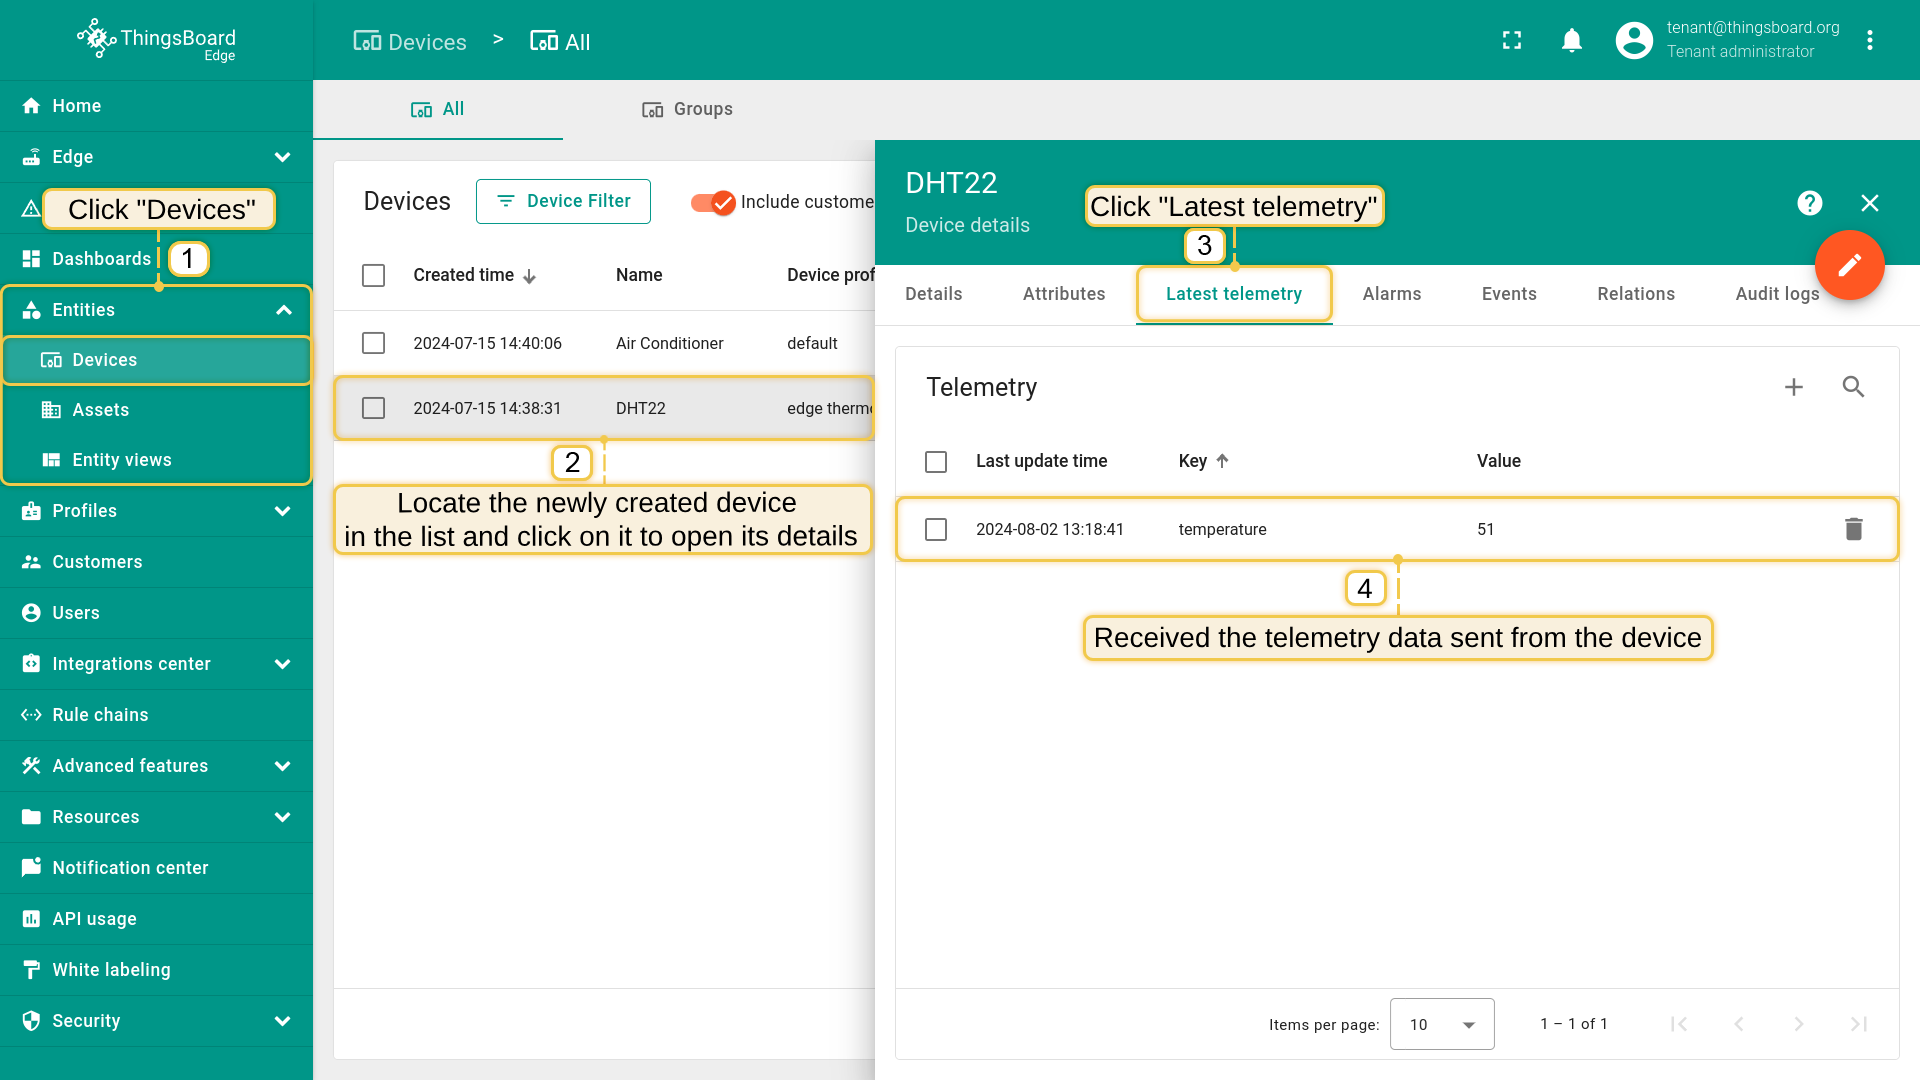 ThingsBoard
Edge
Devices > All
tenant@thingsboard.org
Tenant administrator
Home
Edge
Click "Devices"
Dashboards
1
Entities
Devices
Assets
Entity views
Profiles
Customers
Users
Integrations center
Rule chains
Advanced features
Resources
Notification center
API usage
White labeling
Security
All
Groups
Devices
Device Filter
Include custome
Created time
Name
Device prof
2024-07-15 14:40:06
Air Conditioner
default
2024-07-15 14:38:31
DHT22
edge therm
2
Locate the newly created device
in the list and click on it to open its details
DHT22
Device details
Click "Latest telemetry"
3
Details
Attributes
Latest telemetry
Alarms
Events
Relations
Audit logs
Telemetry
Last update time
Key
Value
2024-08-02 13:18:41
temperature
51
4
Received the telemetry data sent from the device
Items per page:
10
1 – 1 of 1